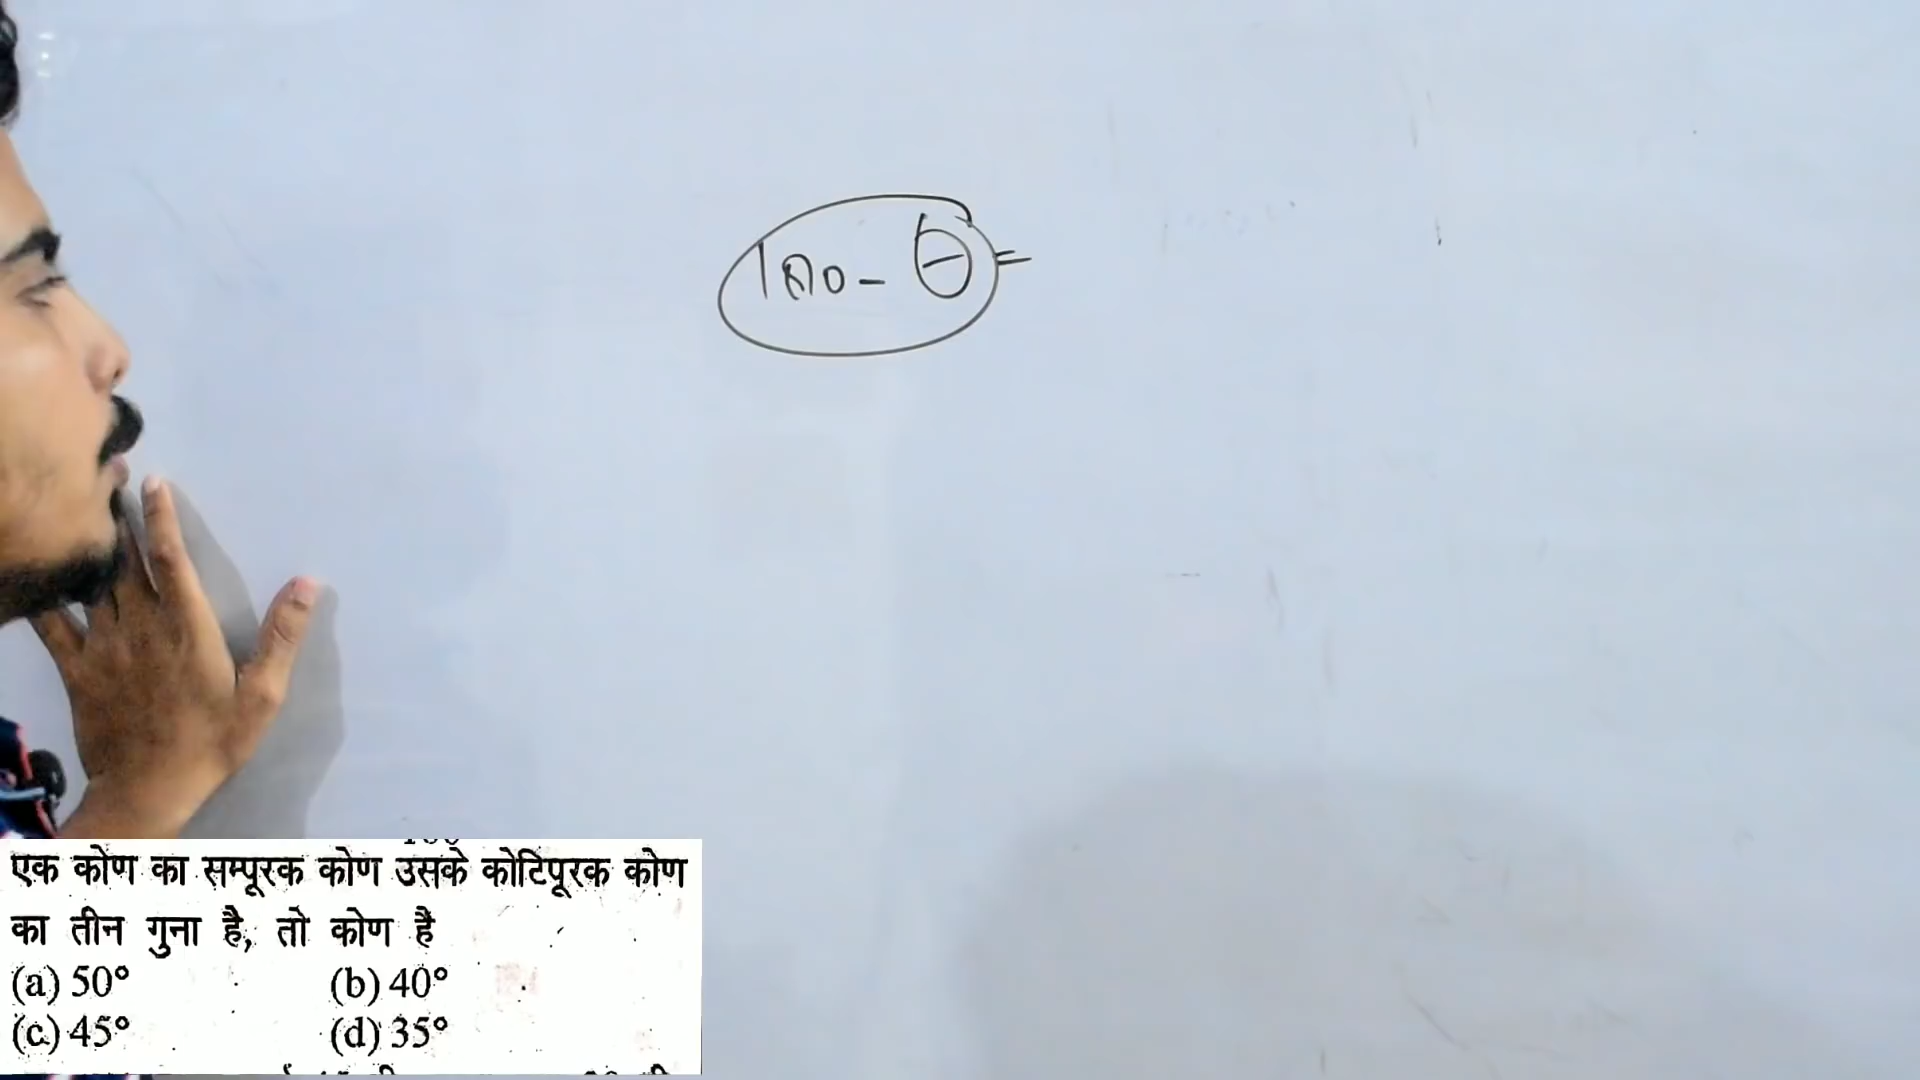 180 - θ =
एक कोण का सम्पूरक कोण उसके कोटिपूरक कोण
का तीन गुना है, तो कोण है
(a) 50° (b) 40°
(c) 45° (d) 35°